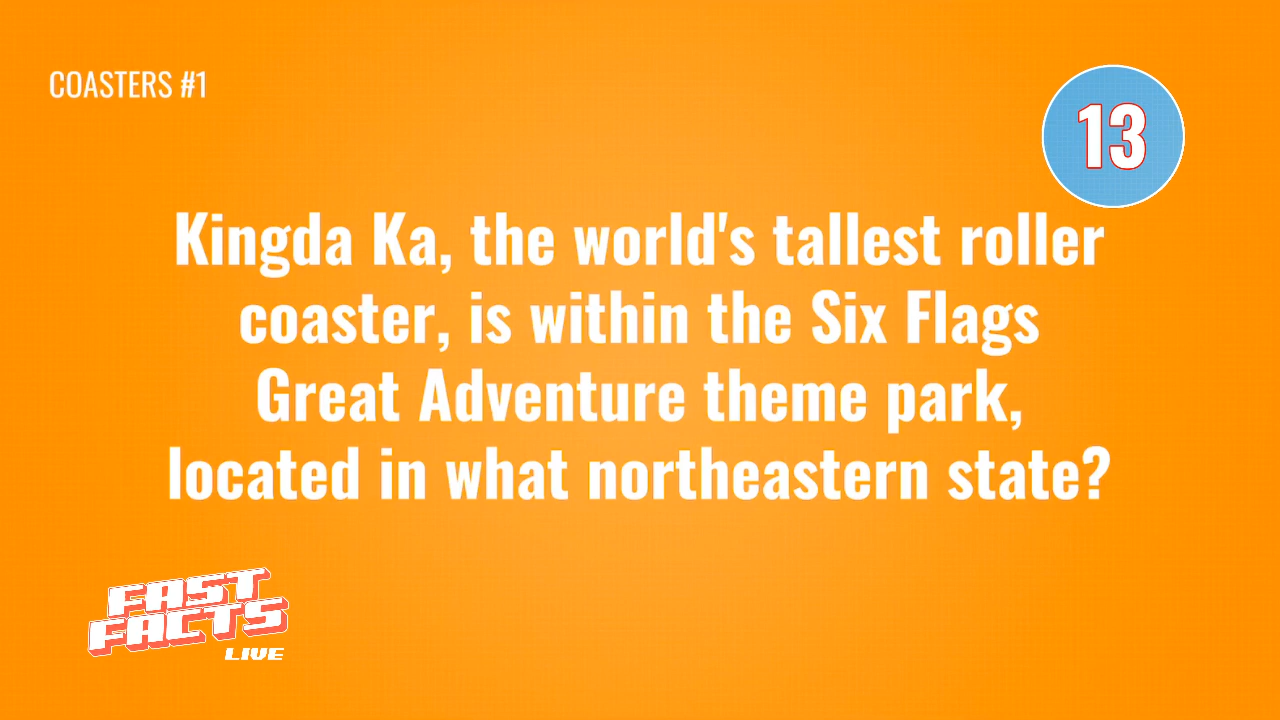 COASTERS #1
13
Kingda Ka, the world's tallest roller
coaster, is within the Six Flags
Great Adventure theme park,
located in what northeastern state?
FAST
FACTS
LIVE